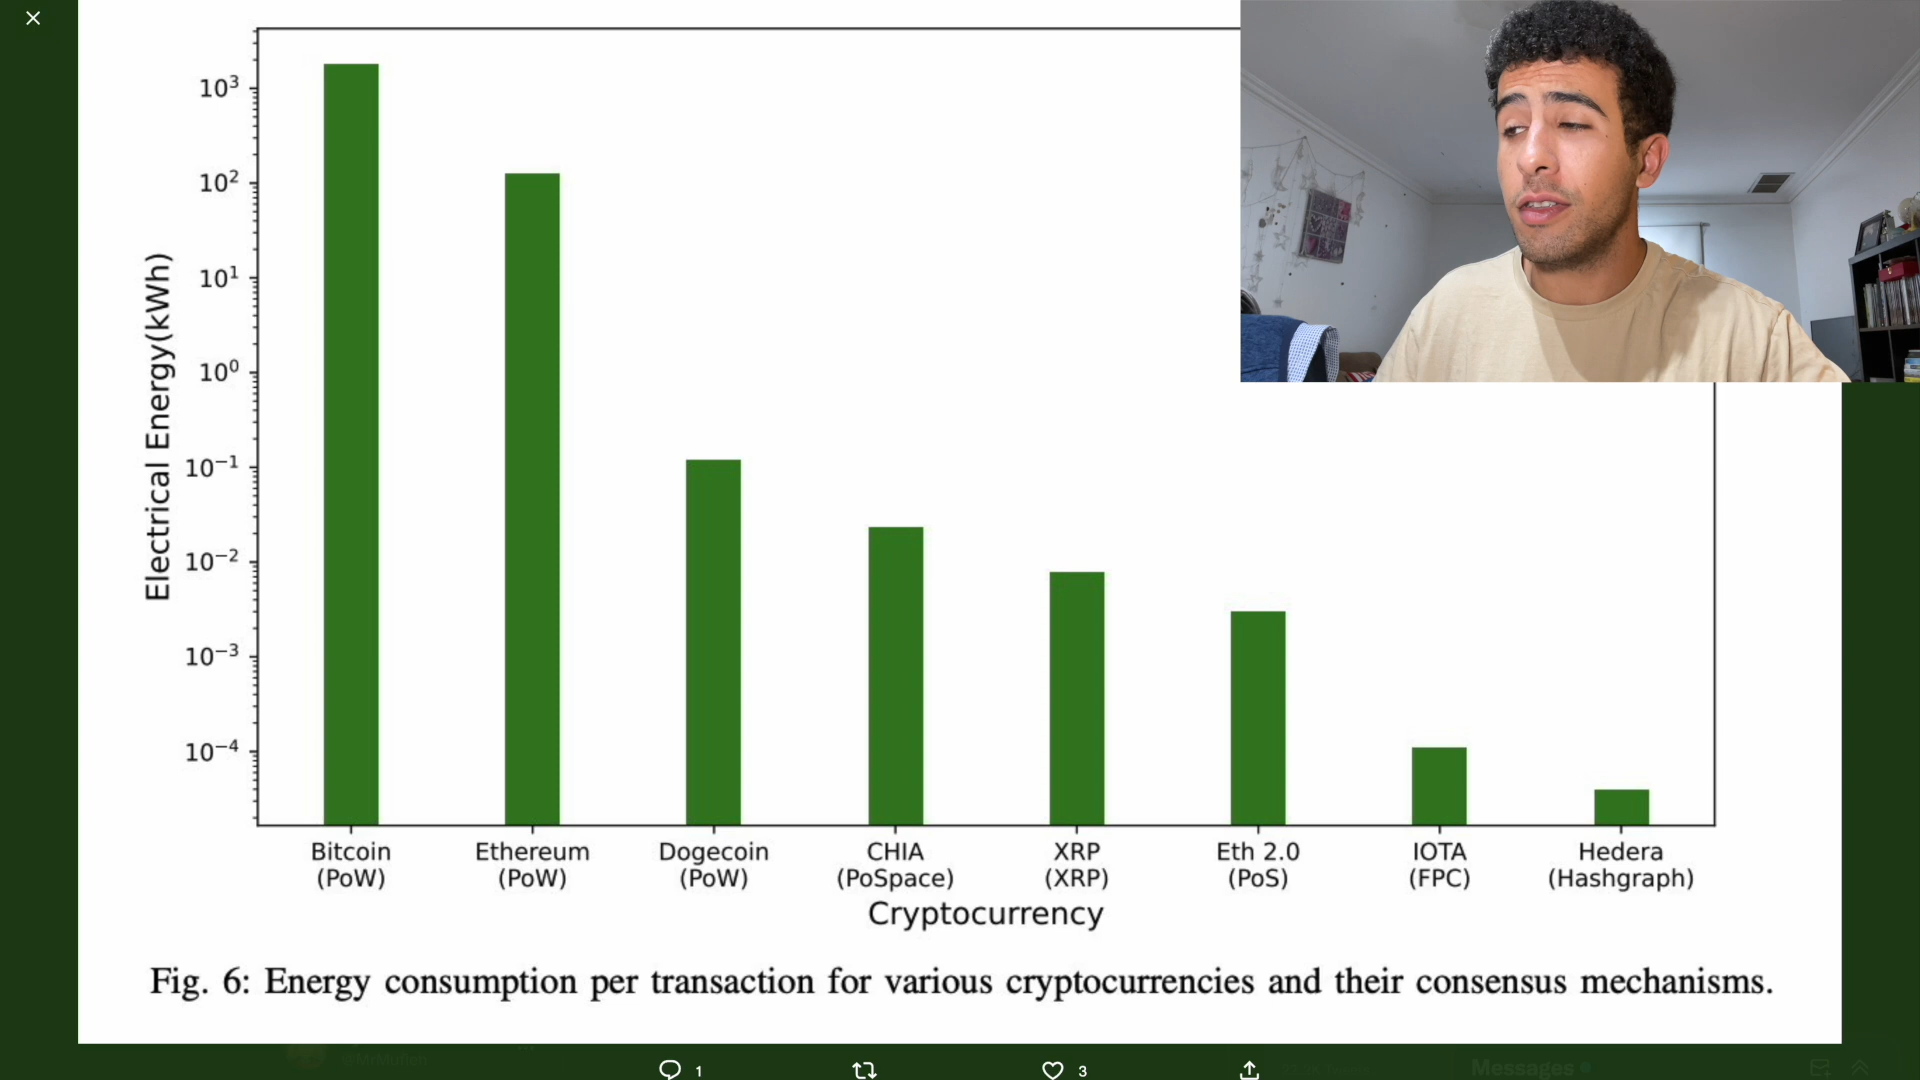 10³
10²
10¹
10⁰
10⁻¹
10⁻²
10⁻³
10⁻⁴
Electrical Energy(kWh)
Bitcoin
(PoW)
Ethereum
(PoW)
Dogecoin
(PoW)
CHIA
(PoSpace)
XRP
(XRP)
Eth 2.0
(PoS)
IOTA
(FPC)
Hedera
(Hashgraph)
Cryptocurrency
Fig. 6: Energy consumption per transaction for various cryptocurrencies and their consensus mechanisms.
1
3
Messages